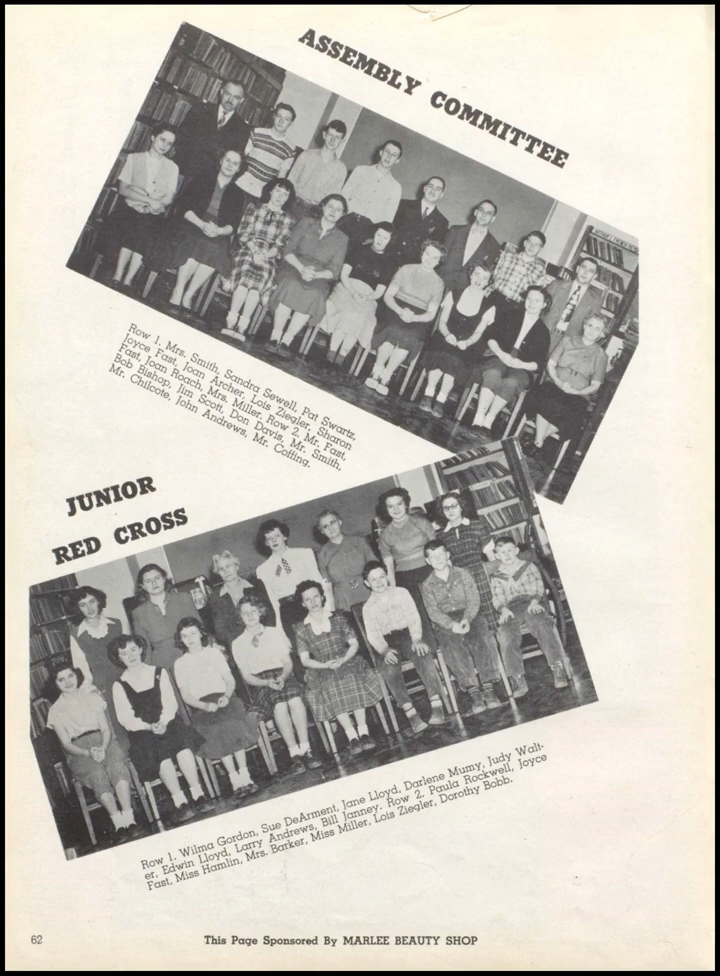 ASSEMBLY COMMITTEE
Row 1. Mrs. Smith, Sandra Sewell, Pat Swartz,
Joyce Fast, Joan Archer, Lois Ziegler, Sharon
Fast, Joan Roach, Mrs. Miller. Row 2. Mr. Fast,
Bob Bishop, Jim Scott, Don Davis, Mr. Smith,
Mr. Chilcote, John Andrews, Mr. Coffing.
JUNIOR
RED CROSS
Row 1. Wilma Gordon, Sue DeArment, Jane Lloyd, Darlene Mumy, Judy Walt-
er, Edwin Lloyd, Larry Andrews, Bill Janney. Row 2. Paula Rockwell, Joyce
Fast, Miss Hamlin, Mrs. Barker, Miss Miller, Lois Ziegler, Dorothy Bobb.
62
This Page Sponsored By MARLEE BEAUTY SHOP